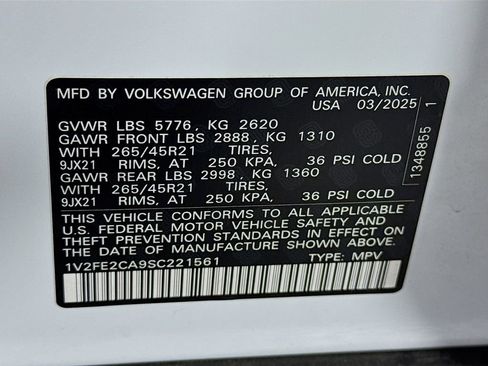 MFD BY VOLKSWAGEN GROUP OF AMERICA, INC.
USA 03/2025
GVWR LBS 5776, KG 2620
GAWR FRONT LBS 2888, KG 1310
WITH 265/45R21 TIRES,
9JX21 RIMS, AT 250 KPA, 36 PSI COLD
GAWR REAR LBS 2998, KG 1360
WITH 265/45R21 TIRES,
9JX21 RIMS, AT 250 KPA, 36 PSI COLD
THIS VEHICLE CONFORMS TO ALL APPLICABLE
U.S. FEDERAL MOTOR VEHICLE SAFETY AND
THEFT PREVENTION STANDARDS IN EFFECT ON
THE DATE OF MANUFACTURE SHOWN ABOVE.
1V2FE2CA9SC221561 TYPE: MPV
1348855 1